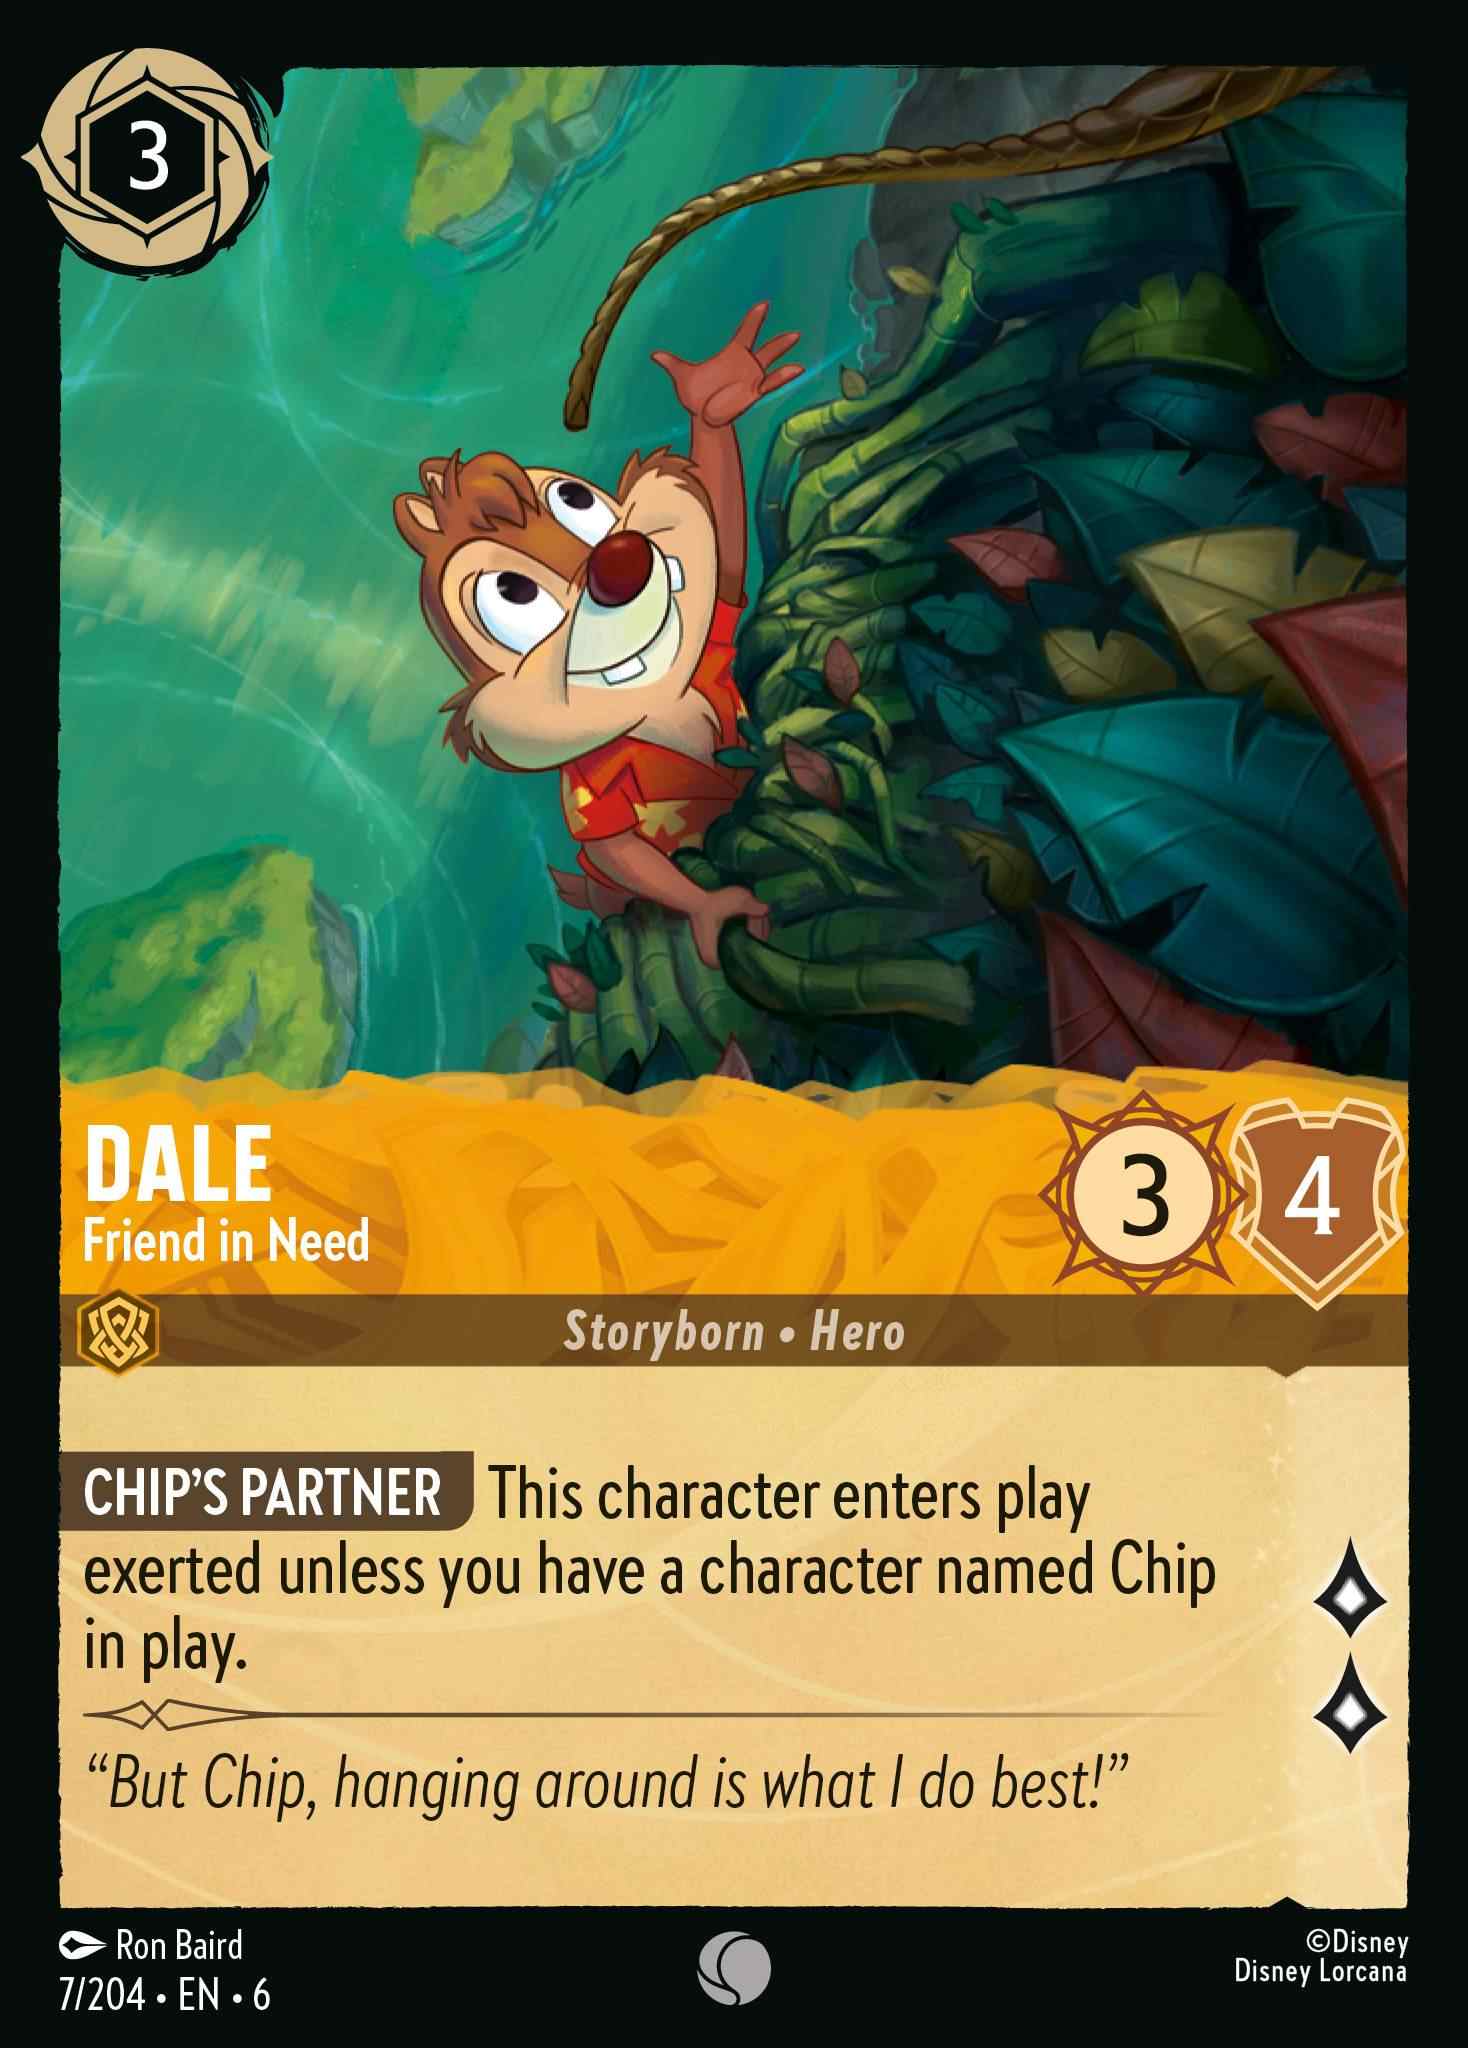 3
DALE
Friend in Need
3
4
Storyborn • Hero
CHIP’S PARTNER This character enters play
exerted unless you have a character named Chip
in play.
“But Chip, hanging around is what I do best!”
Ron Baird
7/204 • EN • 6
©Disney
Disney Lorcana